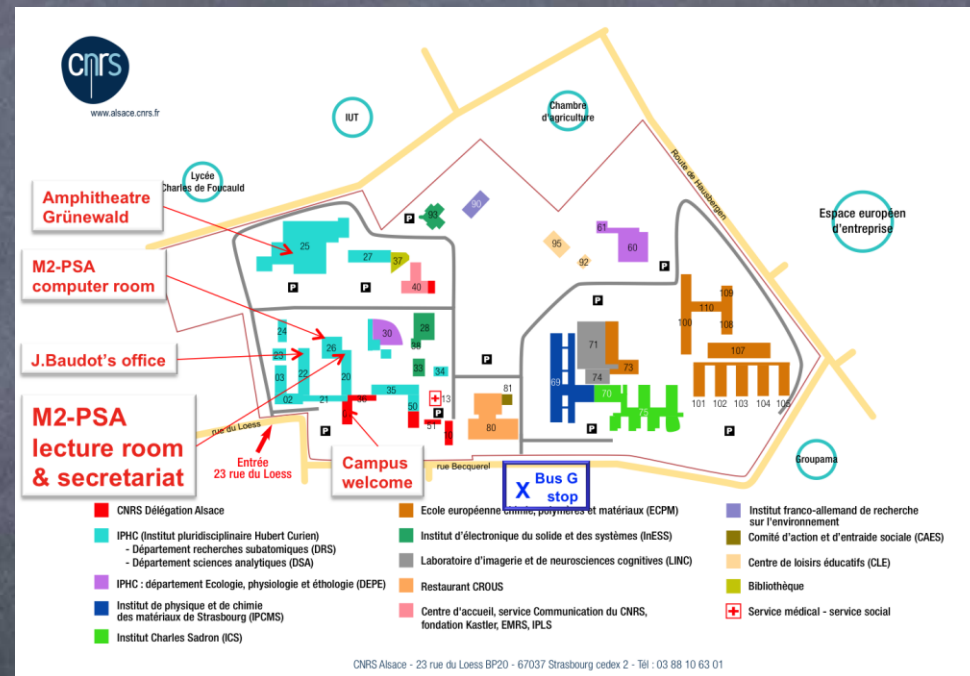 cnrs
www.alsace.cnrs.fr
IUT
Chambre
d'agriculture
Lycée
Charles de Foucauld
Route de Hausbergen
Espace européen
d'entreprise
Amphitheatre
Grünewald
M2-PSA
computer room
J.Baudot's office
M2-PSA
lecture room
& secretariat
Campus
welcome
25
27
37
40
P
P
P
93
90
95
92
61
60
P
P
24
23
03
02
22
21
26
20
30
28
38
33
34
35
36
50
51
10
13
P
P
P
81
80
69
71
74
73
70
75
P
100
110
109
108
107
101
102
103
104
105
P
rue du Loess
Entrée
23 rue du Loess
rue Becquerel
X Bus G
stop
Groupama
CNRS Délégation Alsace
IPHC (Institut pluridisciplinaire Hubert Curien)
- Département recherches subatomiques (DRS)
- Département sciences analytiques (DSA)
IPHC : département Ecologie, physiologie et éthologie (DEPE)
Institut de physique et de chimie
des matériaux de Strasbourg (IPCMS)
Institut Charles Sadron (ICS)
Ecole européenne chimie, polymères et matériaux (ECPM)
Institut d'électronique du solide et des systèmes (InESS)
Laboratoire d'imagerie et de neurosciences cognitives (LINC)
Restaurant CROUS
Centre d'accueil, service Communication du CNRS,
fondation Kastler, EMRS, IPLS
Institut franco-allemand de recherche
sur l'environnement
Comité d'action et d'entraide sociale (CAES)
Centre de loisirs éducatifs (CLE)
Bibliothèque
Service médical - service social
CNRS Alsace - 23 rue du Loess BP20 - 67037 Strasbourg cedex 2 - Tél : 03 88 10 63 01